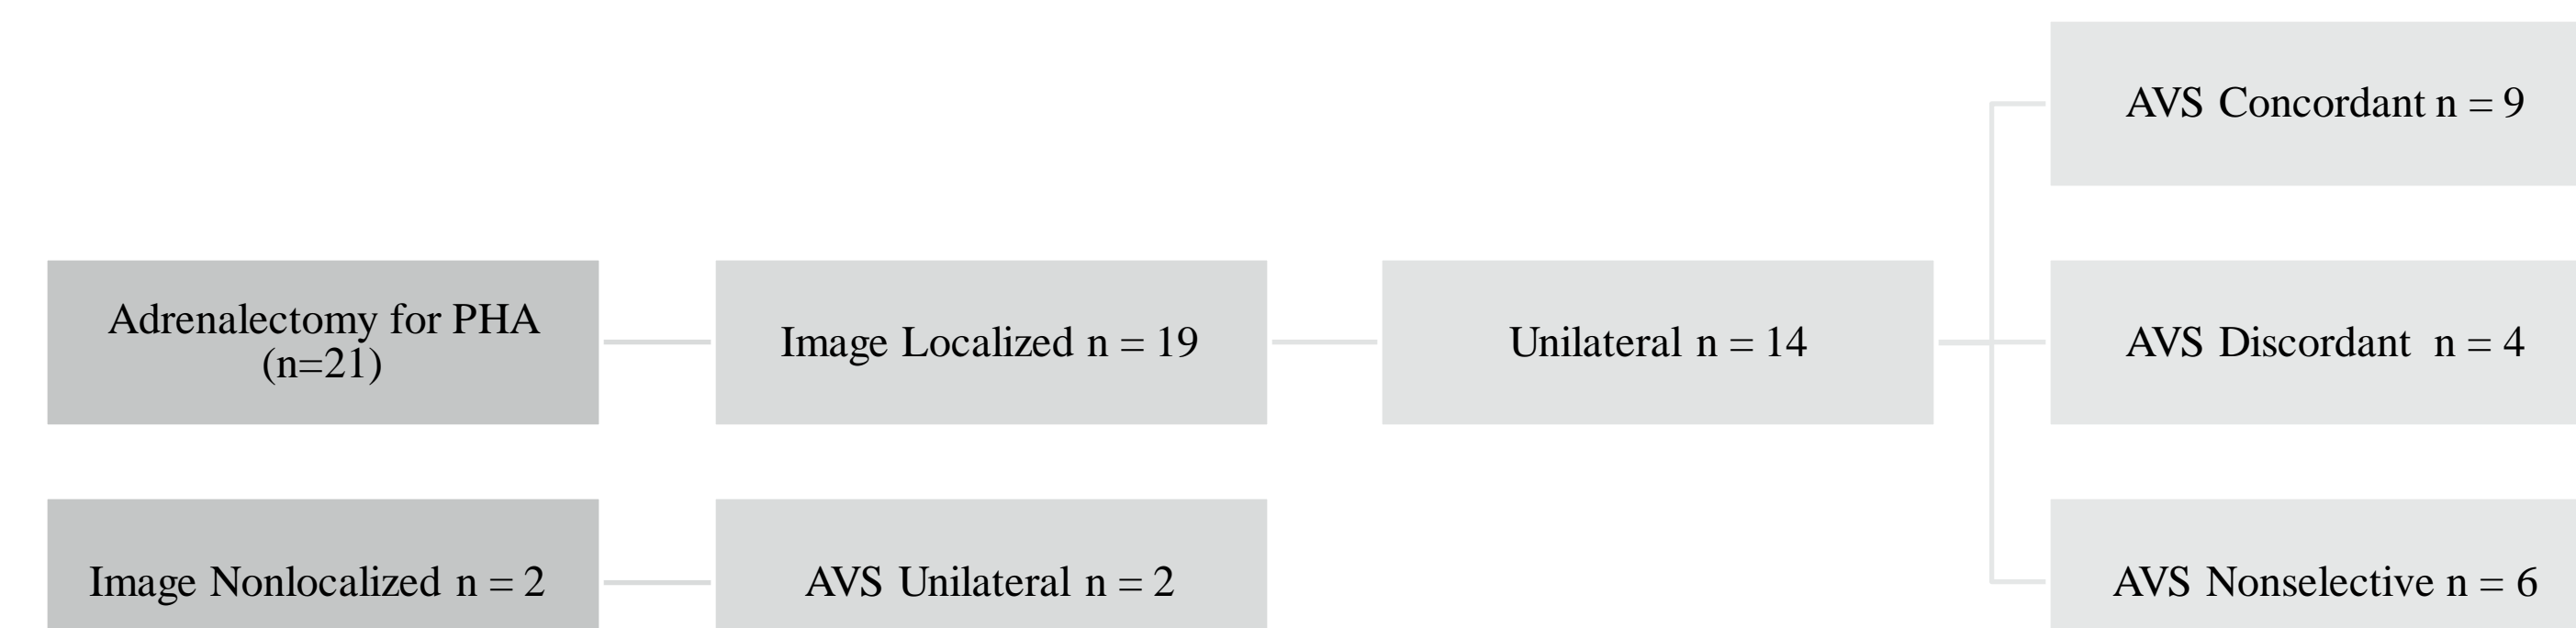 AVS Concordant n = 9
Adrenalectomy for PHA
(n=21)
Image Localized n = 19
Unilateral n = 14
AVS Discordant n = 4
Image Nonlocalized n = 2
AVS Unilateral n = 2
AVS Nonselective n = 6